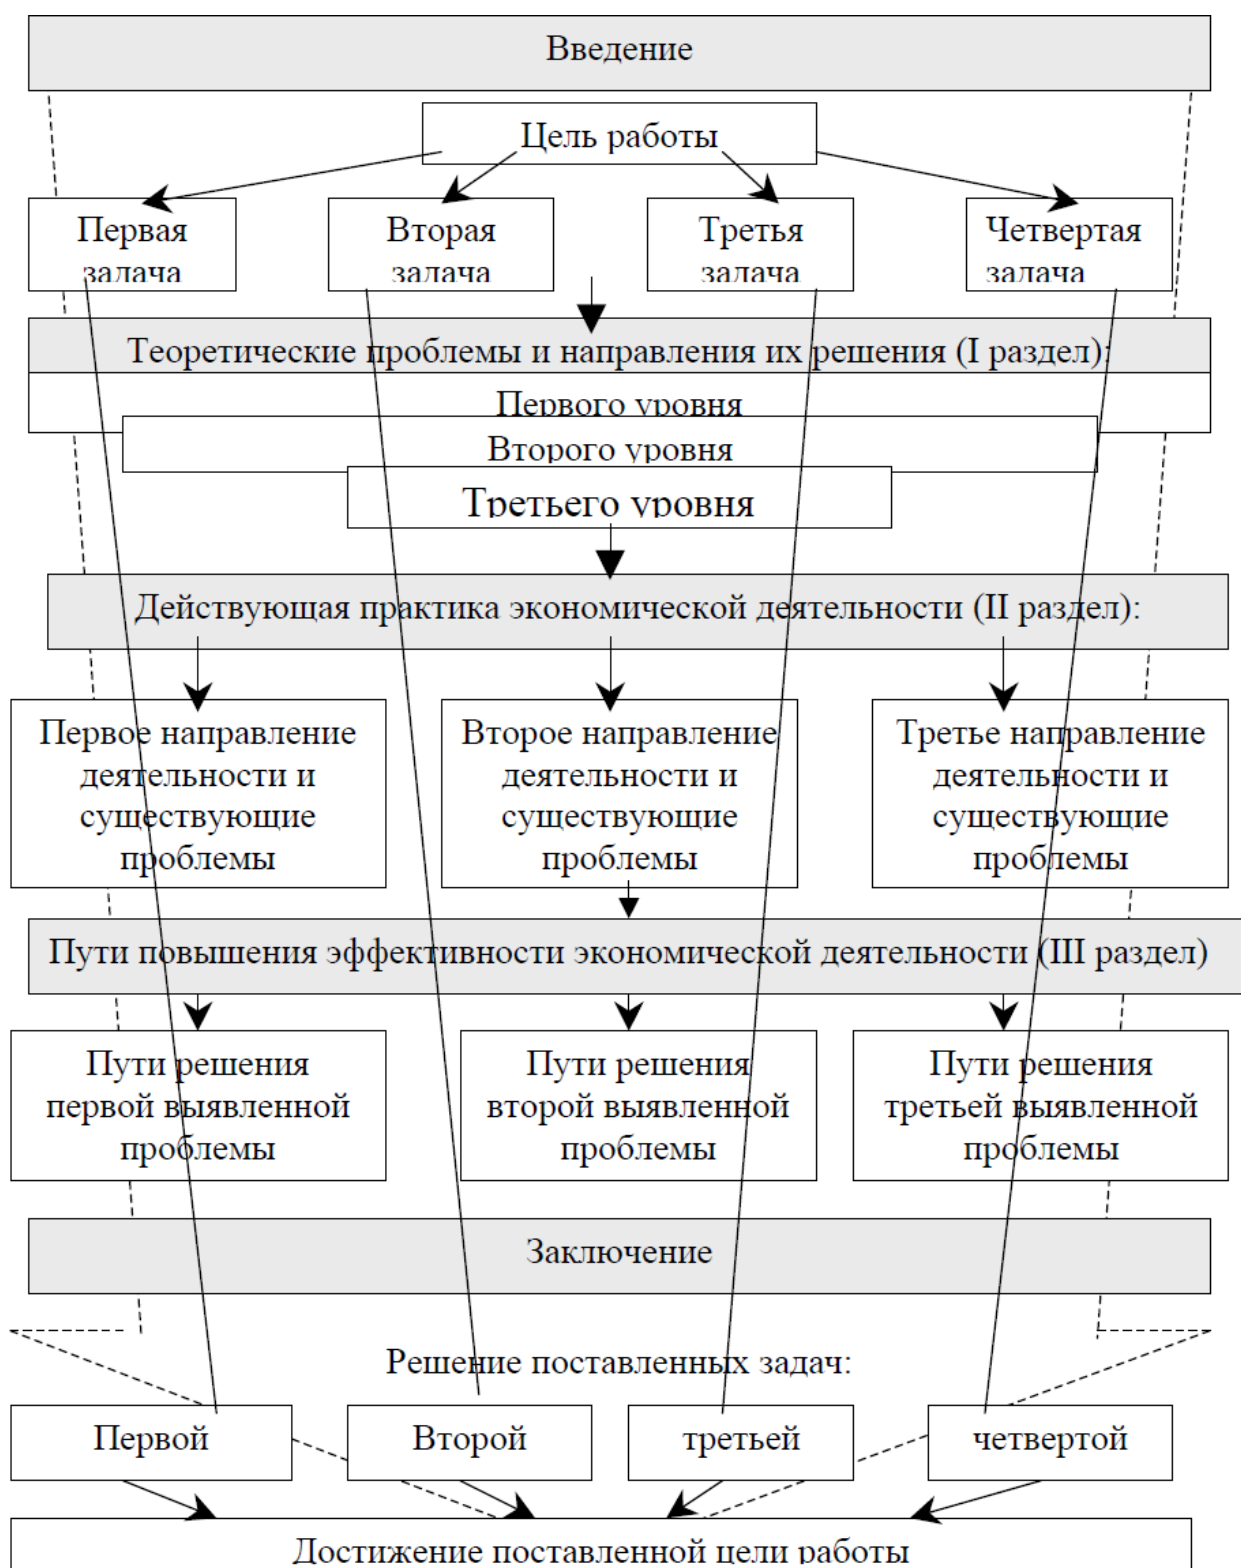 Введение
Цель работы
Первая
задача
Вторая
задача
Третья
задача
Четвертая
задача
Теоретические проблемы и направления их решения (I раздел):
Первого уровня
Второго уровня
Третьего уровня
Действующая практика экономической деятельности (II раздел):
Первое направление
деятельности и
существующие
проблемы
Второе направление
деятельности и
существующие
проблемы
Третье направление
деятельности и
существующие
проблемы
Пути повышения эффективности экономической деятельности (III раздел)
Пути решения
первой выявленной
проблемы
Пути решения
второй выявленной
проблемы
Пути решения
третьей выявленной
проблемы
Заключение
Решение поставленных задач:
Первой
Второй
третьей
четвертой
Достижение поставленной цели работы